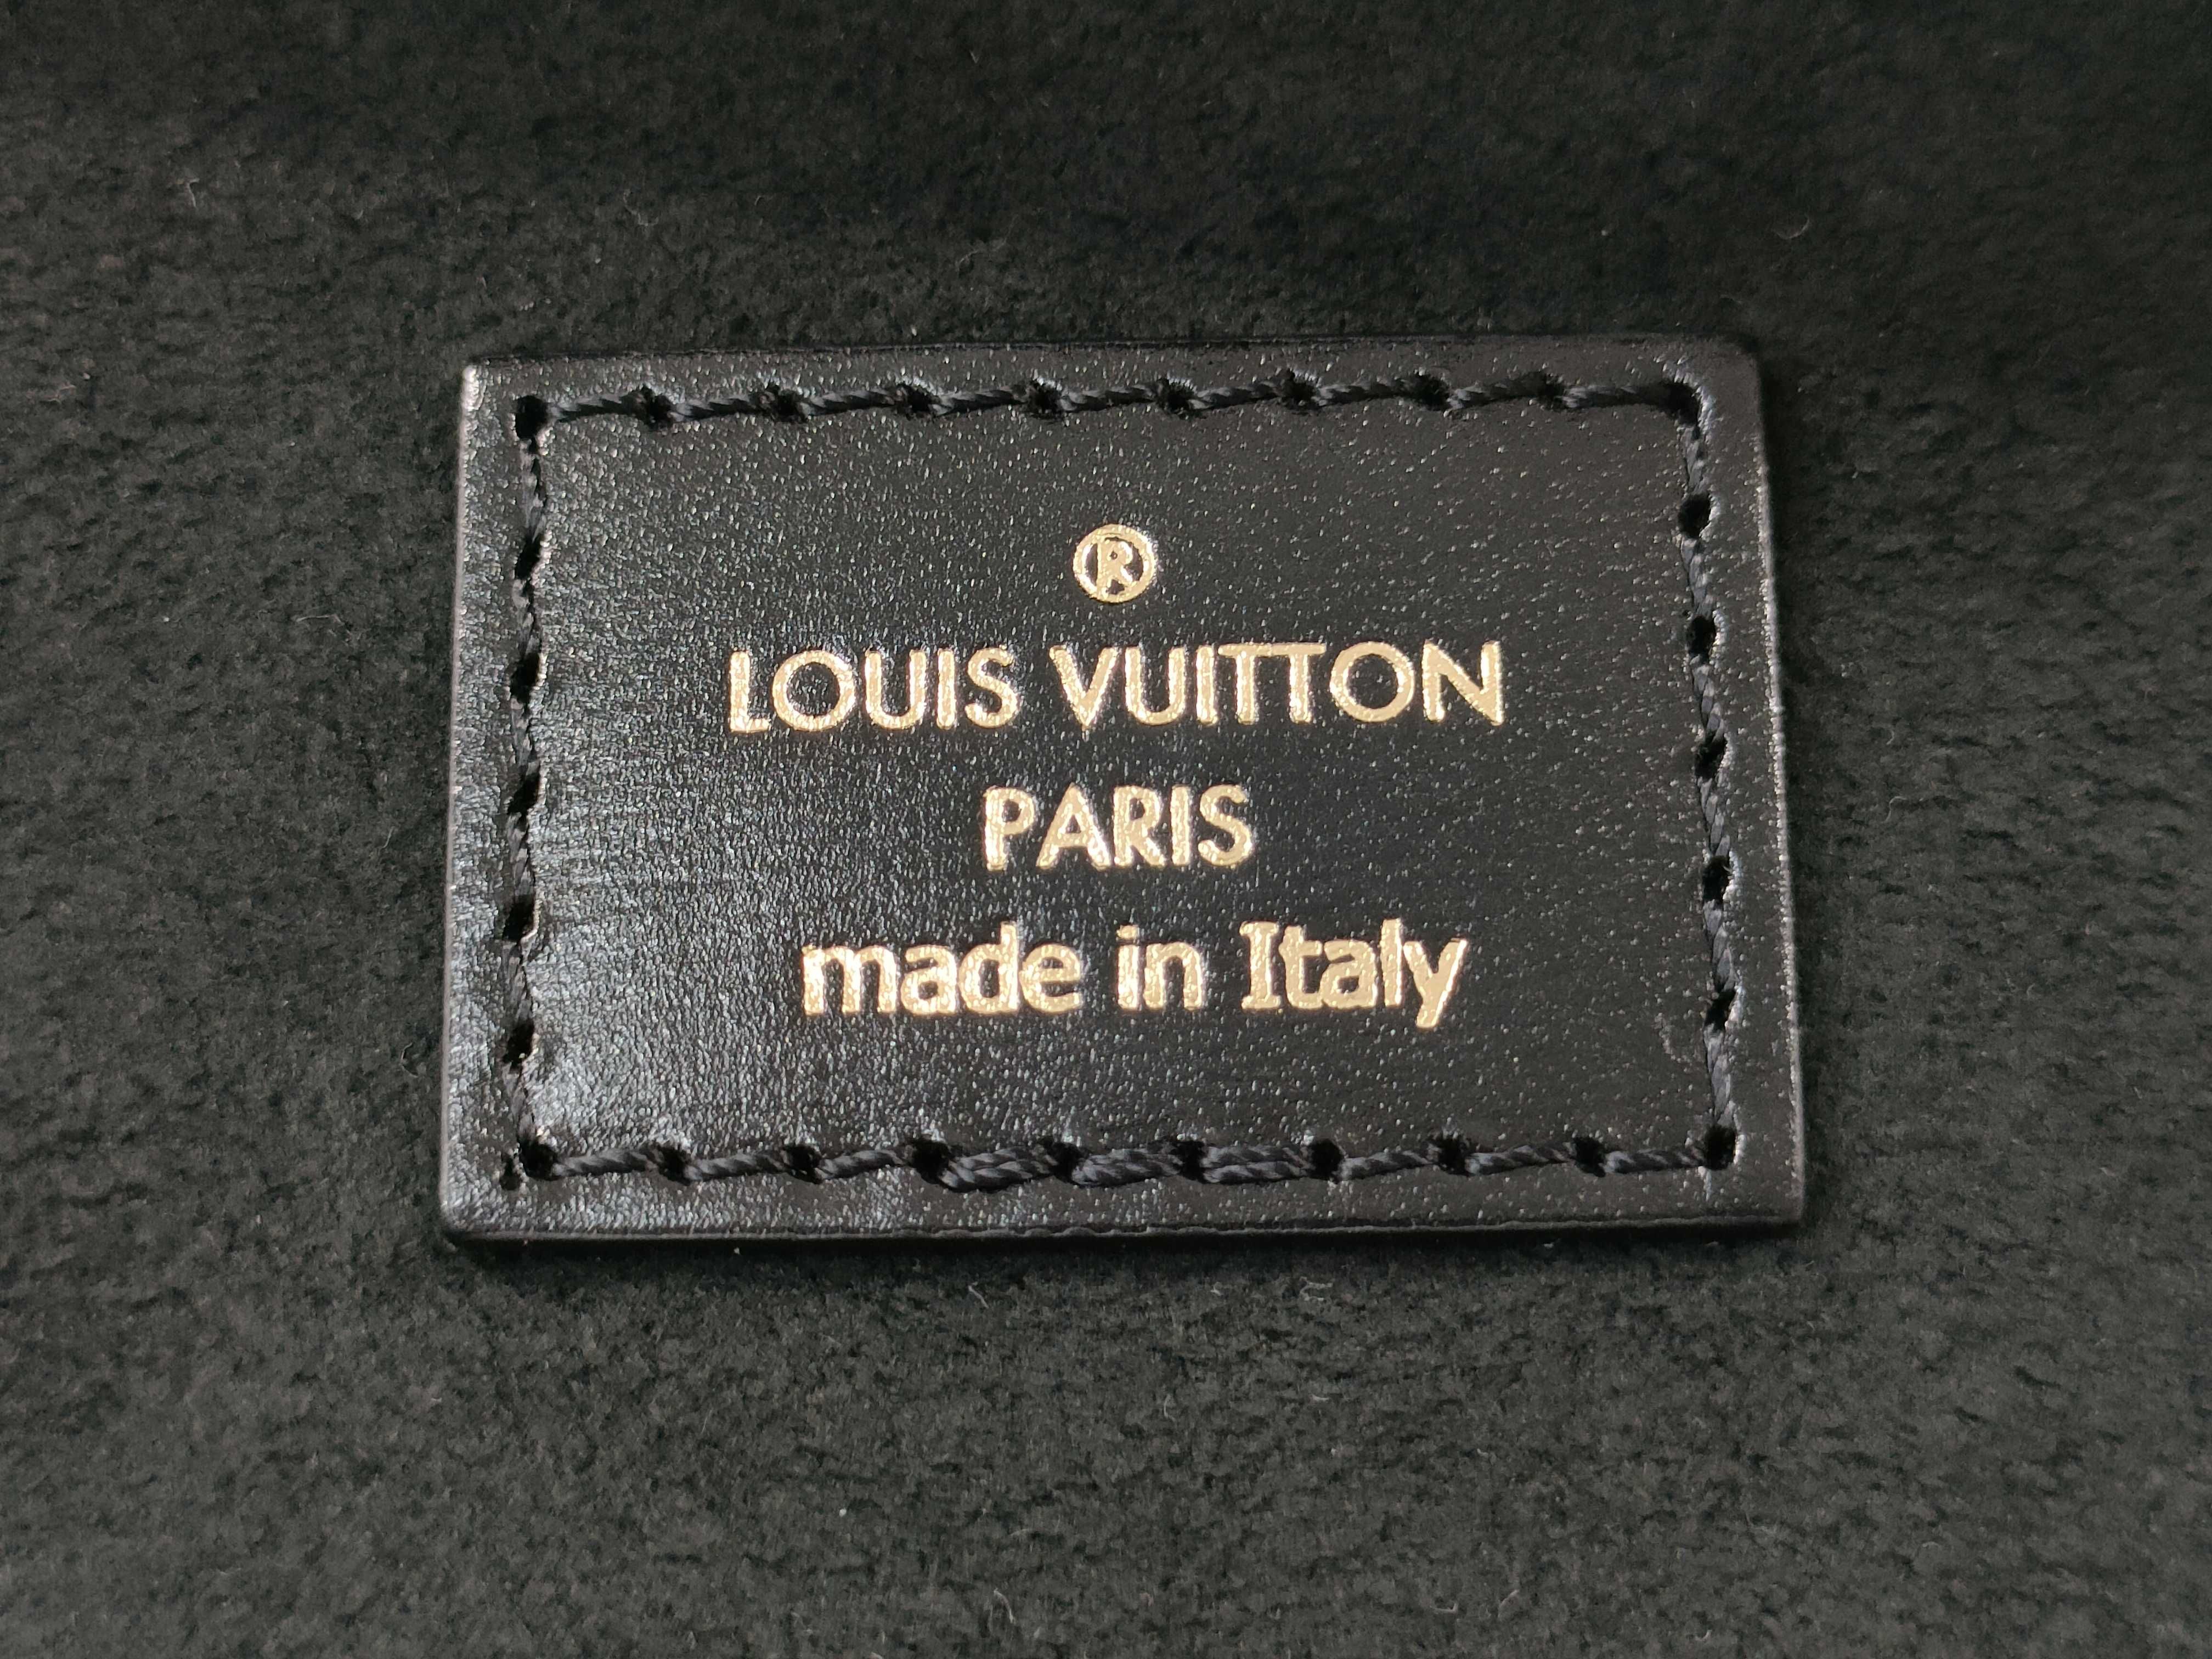 ®
LOUIS VUITTON
PARIS
made in Italy